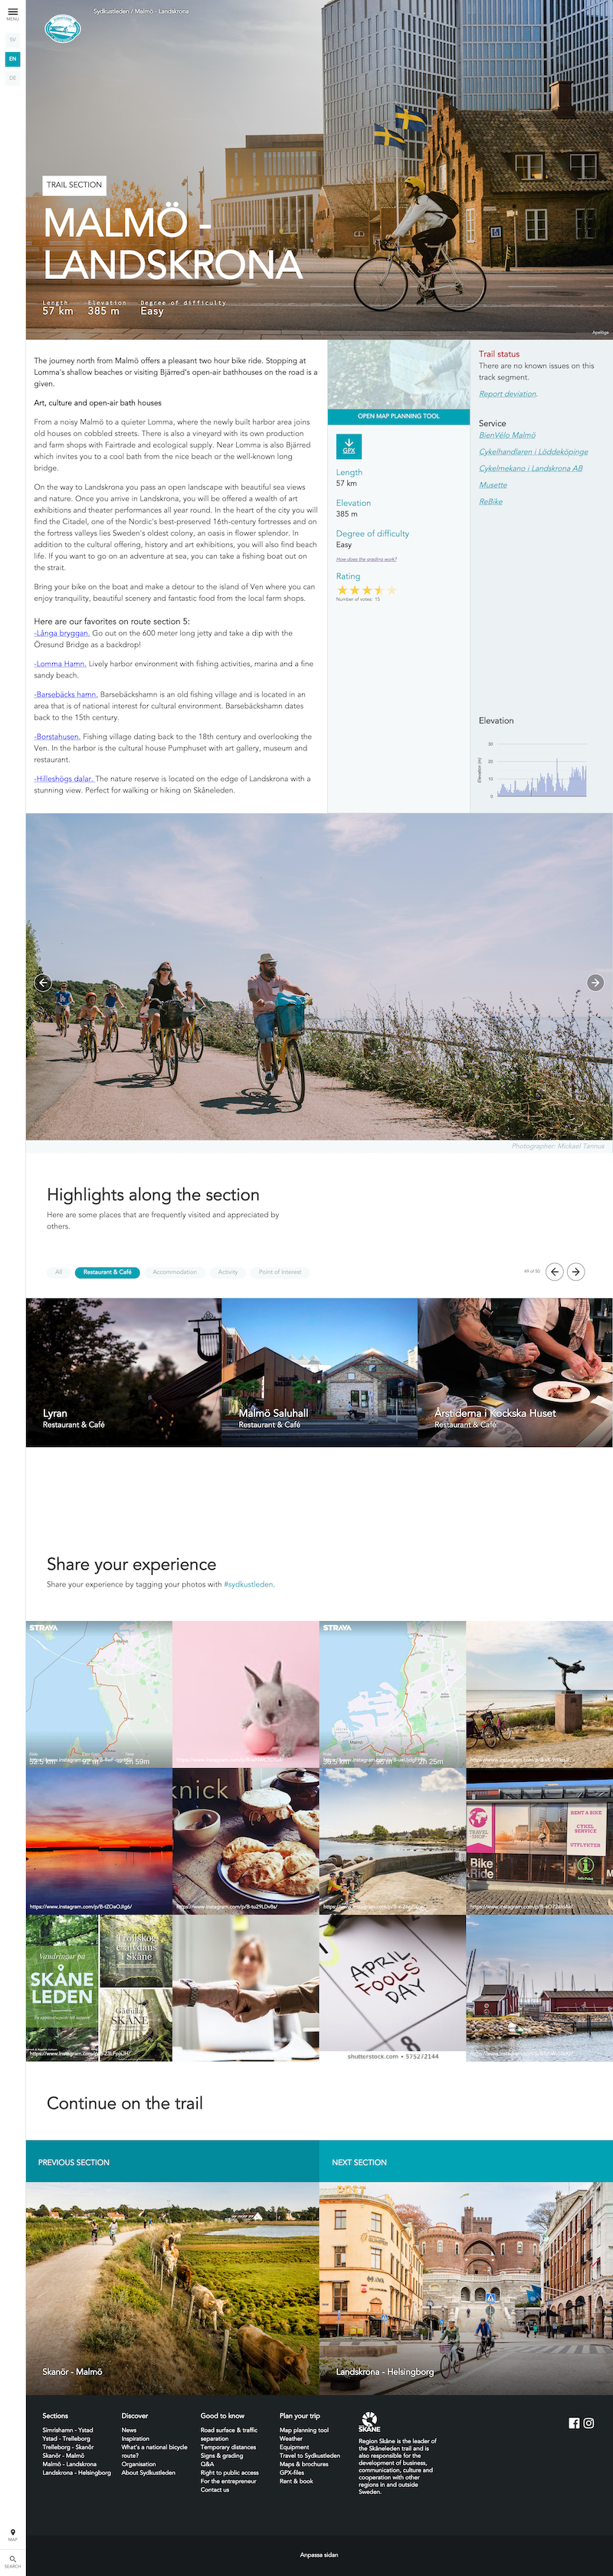 MENU
SV
EN
DE
Sydkustleden / Malmö - Landskrona
TRAIL SECTION
MALMÖ -
LANDSKRONA
Length
57 km
Elevation
385 m
Degree of difficulty
Easy
Apelöga
The journey north from Malmö offers a pleasant two hour bike ride. Stopping at
Lomma's shallow beaches or visiting Bjärred's open-air bathhouses on the road is a
given.
Art, culture and open-air bath houses
From a noisy Malmö to a quieter Lomma, where the newly built harbor area joins
old houses on cobbled streets. There is also a vineyard with its own production
and farm shops with Fairtrade and ecological supply. Near Lomma is also Bjärred
which invites you to a cool bath from the open-air bathhouse on the well-known long
bridge.
On the way to Landskrona you pass an open landscape with beautiful sea views
and nature. Once you arrive in Landskrona, you will be offered a wealth of art
exhibitions and theater performances all year round. In the heart of the city you will
find the Citadel, one of the Nordic's best-preserved 16th-century fortresses and on
the fortress valleys lies Sweden's oldest colony, an oasis in flower splendor. In
addition to the cultural offering, history and art exhibitions, you will also find beach
life. If you want to go on an adventure at sea, you can take a fishing boat out on
the strait.
Bring your bike on the boat and make a detour to the island of Ven where you can
enjoy tranquility, beautiful scenery and fantastic food from the local farm shops.
Here are our favorites on route section 5:
-Långa bryggan. Go out on the 600 meter long jetty and take a dip with the
Öresund Bridge as a backdrop!
-Lomma Hamn. Lively harbor environment with fishing activities, marina and a fine
sandy beach.
-Barsebäcks hamn. Barsebäckshamn is an old fishing village and is located in an
area that is of national interest for cultural environment. Barsebäckshamn dates
back to the 15th century.
-Borstahusen. Fishing village dating back to the 18th century and overlooking the
Ven. In the harbor is the cultural house Pumphuset with art gallery, museum and
restaurant.
-Hilleshögs dalar. The nature reserve is located on the edge of Landskrona with a
stunning view. Perfect for walking or hiking on Skåneleden.
OPEN MAP PLANNING TOOL
GPX
Length
57 km
Elevation
385 m
Degree of difficulty
Easy
How does the grading work?
Rating
Number of votes: 15
Trail status
There are no known issues on this
track segment.
Report deviation.
Service
BienVélo Malmö
Cykelhandlaren i Löddeköpinge
Cykelmekano i Landskrona AB
Musette
ReBike
Elevation
Elevation (m)
30
20
10
0
Photographer: Mickael Tannus
Highlights along the section
Here are some places that are frequently visited and appreciated by
others.
All
Restaurant & Café
Accommodation
Activity
Point of Interest
49 of 50
Lyran
Restaurant & Café
Malmö Saluhall
Restaurant & Café
Årstiderna i Kockska Huset
Restaurant & Café
Share your experience
Share your experience by tagging your photos with #sydkustleden.
STRAVA
STRAVA
knick
https://www.instagram.com/p/B-tZOaOJlg6/
https://www.instagram.com/p/B-tu29LDv8a/
TRAVEL
SHOP
RENT A BIKE
CYKEL
SERVICE
UTFLYKTER
Bike
Ride
Vandringar på
SKÅNE
LEDEN
Trollskog
SKÅNE
APRIL
FOOLS'
DAY
shutterstock.com • 575272144
Continue on the trail
PREVIOUS SECTION
NEXT SECTION
Skanör - Malmö
POST
Landskrona - Helsingborg
Sections
Simrishamn - Ystad
Ystad - Trelleborg
Trelleborg - Skanör
Skanör - Malmö
Malmö - Landskrona
Landskrona - Helsingborg
Discover
News
Inspiration
What's a national bicycle
route?
Organisation
About Sydkustleden
Good to know
Road surface & traffic
separation
Temporary distances
Signs & grading
Q&A
Right to public access
For the entrepreneur
Contact us
Plan your trip
Map planning tool
Weather
Equipment
Travel to Sydkustleden
Maps & brochures
GPX-files
Rent & book
SKÅNE
Region Skåne is the leader of
the Skåneleden trail and is
also responsible for the
development of business,
communication, culture and
cooperation with other
regions in and outside
Sweden.
MAP
SEARCH
Anpassa sidan